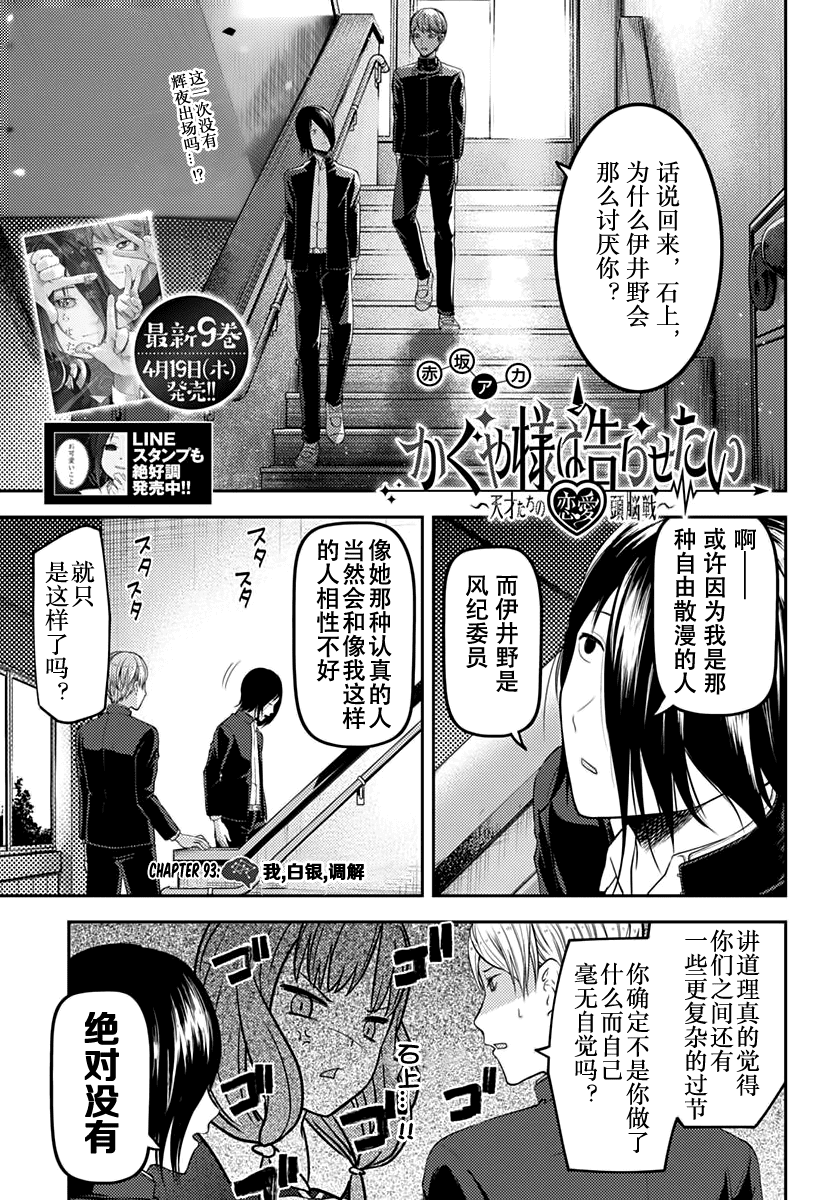 话说回来，石上，
为什么伊井野会
那么讨厌你？
这一次没有
辉夜出场吗…!?
最新9巻
4月19日(木)
発売!!
LINE
スタンプも
絶好調
発売中!!
お可愛いこと
赤坂アカ
かぐや様は告らせたい
～天才たちの恋愛頭脳戦～
啊——
或许因为我是那
种自由散漫的人
而伊井野是
风纪委员
像她那种认真的人
当然会和像我这样
的人相性不好
スタ
スタ
スタ
スタ
就只
是这样了吗？
CHAPTER 93:
我,白银,调解
讲道理真的觉得
你们之间还有
一些更复杂的过节
你确定不是你做了
什么而自己
毫无自觉吗？
ゴゴゴゴ
石上…!!
绝对没有